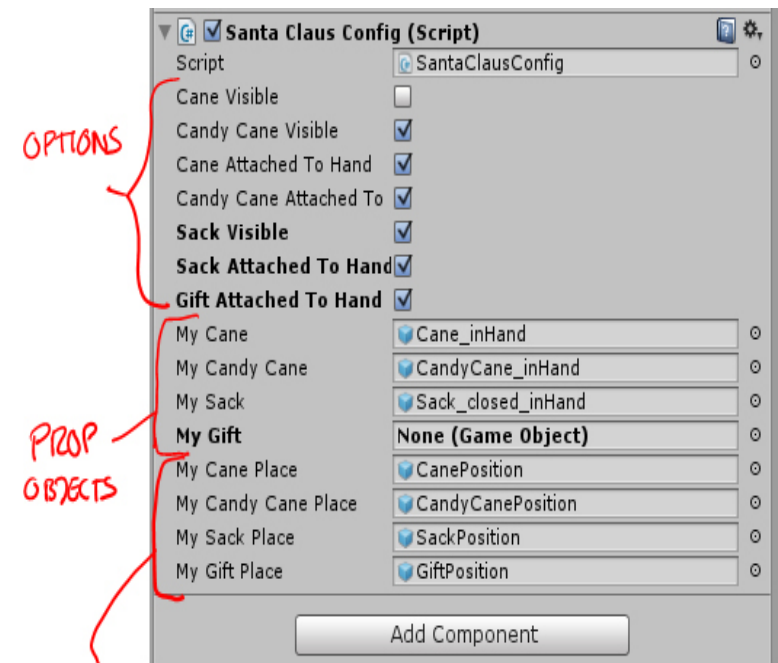 Santa Claus Config (Script)
Script SantaClausConfig
Cane Visible
Candy Cane Visible
OPTIONS
Cane Attached To Hand
Candy Cane Attached To
Sack Visible
Sack Attached To Hand
Gift Attached To Hand
My Cane Cane_inHand
My Candy Cane CandyCane_inHand
My Sack Sack_closed_inHand
My Gift None (Game Object)
PROP
OBJECTS
My Cane Place CanePosition
My Candy Cane Place CandyCanePosition
My Sack Place SackPosition
My Gift Place GiftPosition
Add Component